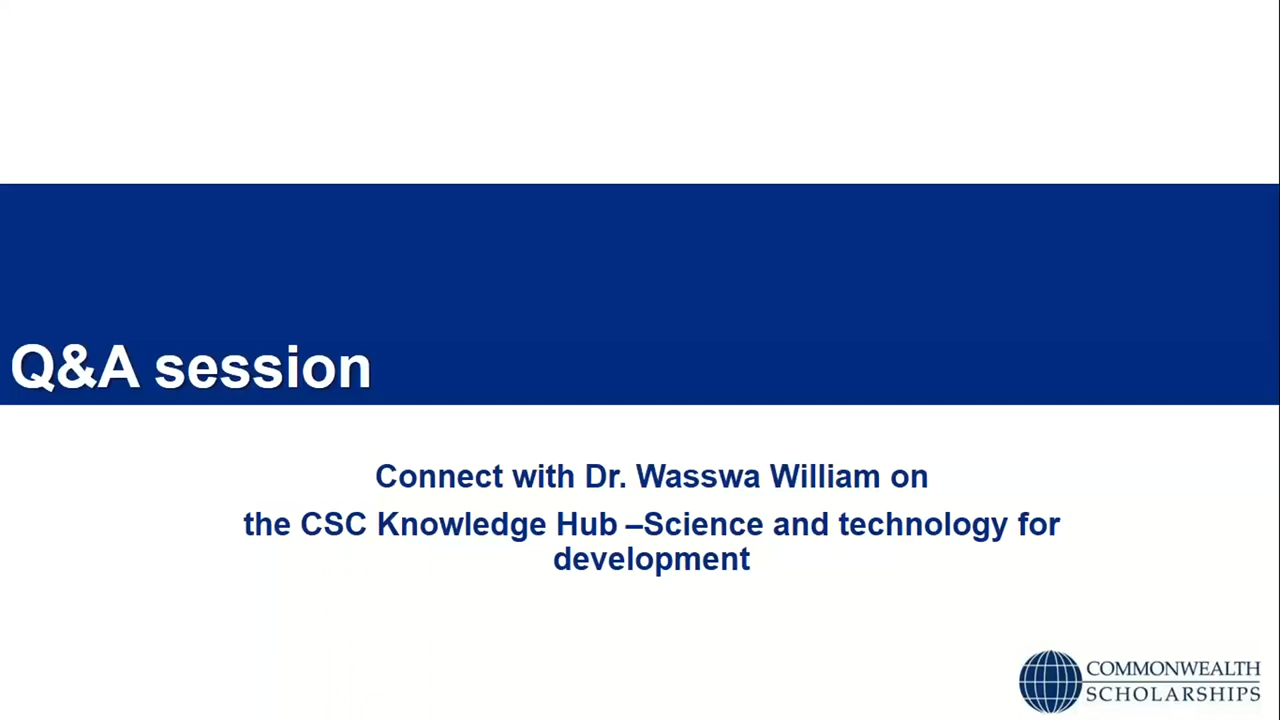 Q&A session
Connect with Dr. Wasswa William on
the CSC Knowledge Hub –Science and technology for
development
COMMONWEALTH
SCHOLARSHIPS